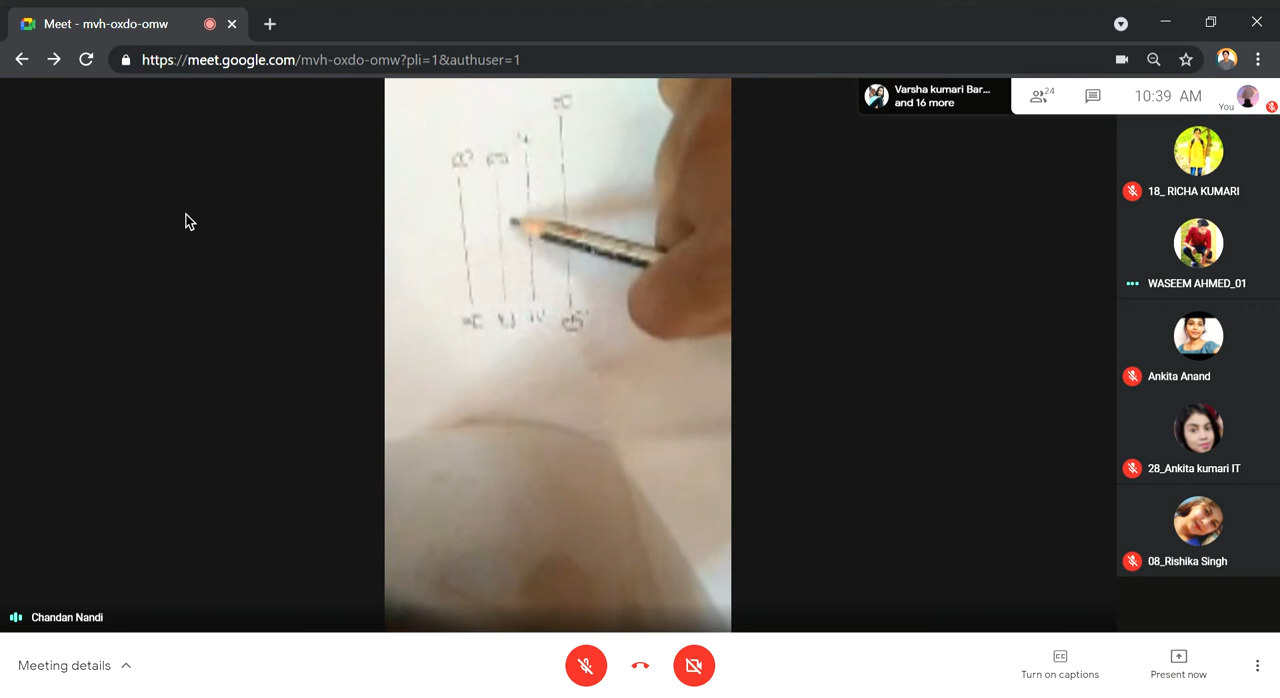 Meet - mvh-oxdo-omw
https://meet.google.com/mvh-oxdo-omw?pli=1&authuser=1
Varsha kumari Bar...
and 16 more
24
10:39 AM
You
18_ RICHA KUMARI
WASEEM AHMED_01
Ankita Anand
28_Ankita kumari IT
08_Rishika Singh
Chandan Nandi
Meeting details
Turn on captions
Present now